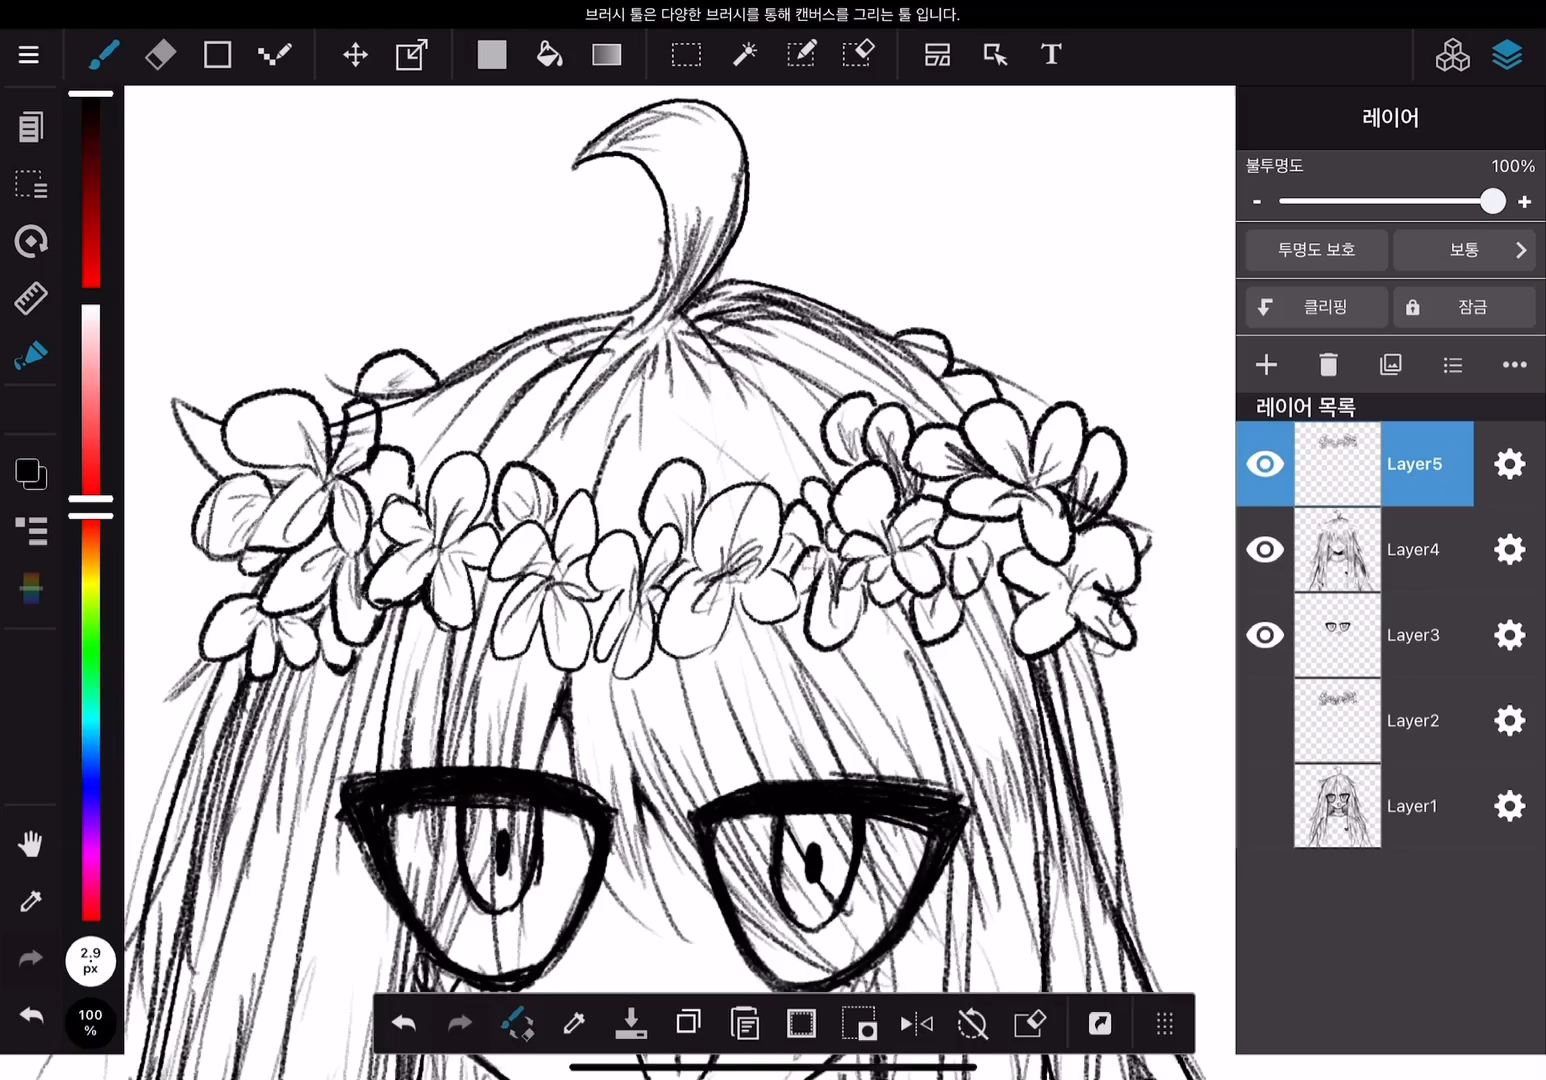 브러시 툴은 다양한 브러시를 통해 캔버스를 그리는 툴 입니다.
T
레이어
불투명도 100%
- +
투명도 보호 보통
클리핑 잠금
레이어 목록
Layer5
Layer4
Layer3
Layer2
Layer1
2.9
px
100
%